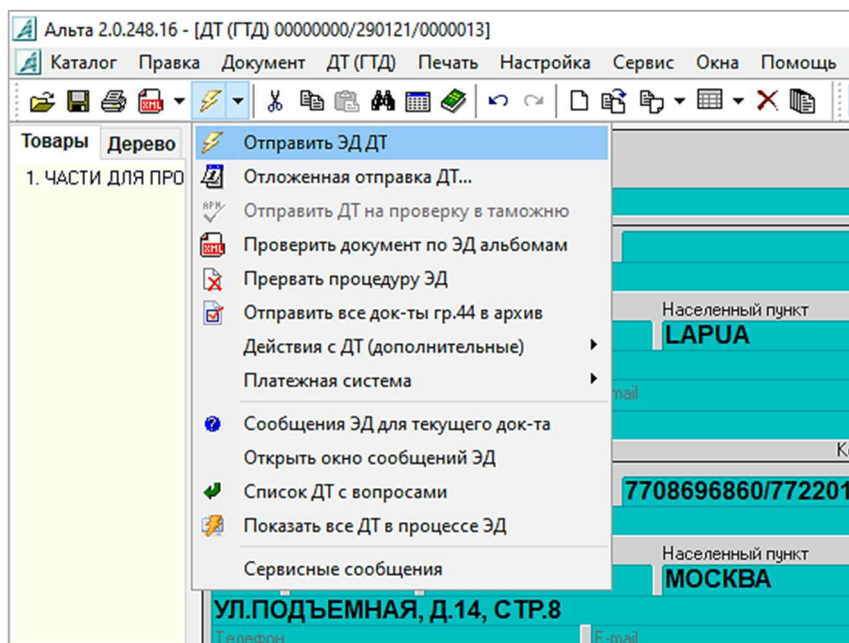 Альта 2.0.248.16 - [ДТ (ГТД) 00000000/290121/0000013]
Каталог Правка Документ ДТ (ГТД) Печать Настройка Сервис Окна Помощь
Товары Дерево
1. ЧАСТИ ДЛЯ ПРО
Отправить ЭД ДТ
Отложенная отправка ДТ...
Отправить ДТ на проверку в таможню
Проверить документ по ЭД альбомам
Прервать процедуру ЭД
Отправить все док-ты гр.44 в архив
Действия с ДТ (дополнительные)
Платежная система
Сообщения ЭД для текущего док-та
Открыть окно сообщений ЭД
Список ДТ с вопросами
Показать все ДТ в процессе ЭД
Сервисные сообщения
Населенный пункт
LAPUA
mail
7708696860/772201
Населенный пункт
МОСКВА
УЛ.ПОДЪЕМНАЯ, Д.14, СТР.8
Телефон E-mail